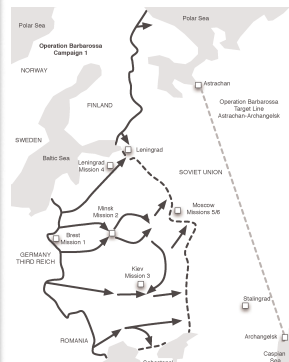 Polar Sea
Polar Sea
Operation Barbarossa
Campaign 1
NORWAY
Astrachan
Operation Barbarossa
Target Line
Astrachan-Archangelsk
FINLAND
SWEDEN
Leningrad
Baltic Sea
Leningrad
Mission 4
SOVIET UNION
Minsk
Mission 2
Moscow
Missions 5/6
Brest
Mission 1
GERMANY
THIRD REICH
Kiev
Mission 3
Stalingrad
Archangelsk
ROMANIA
Caspian
Sea